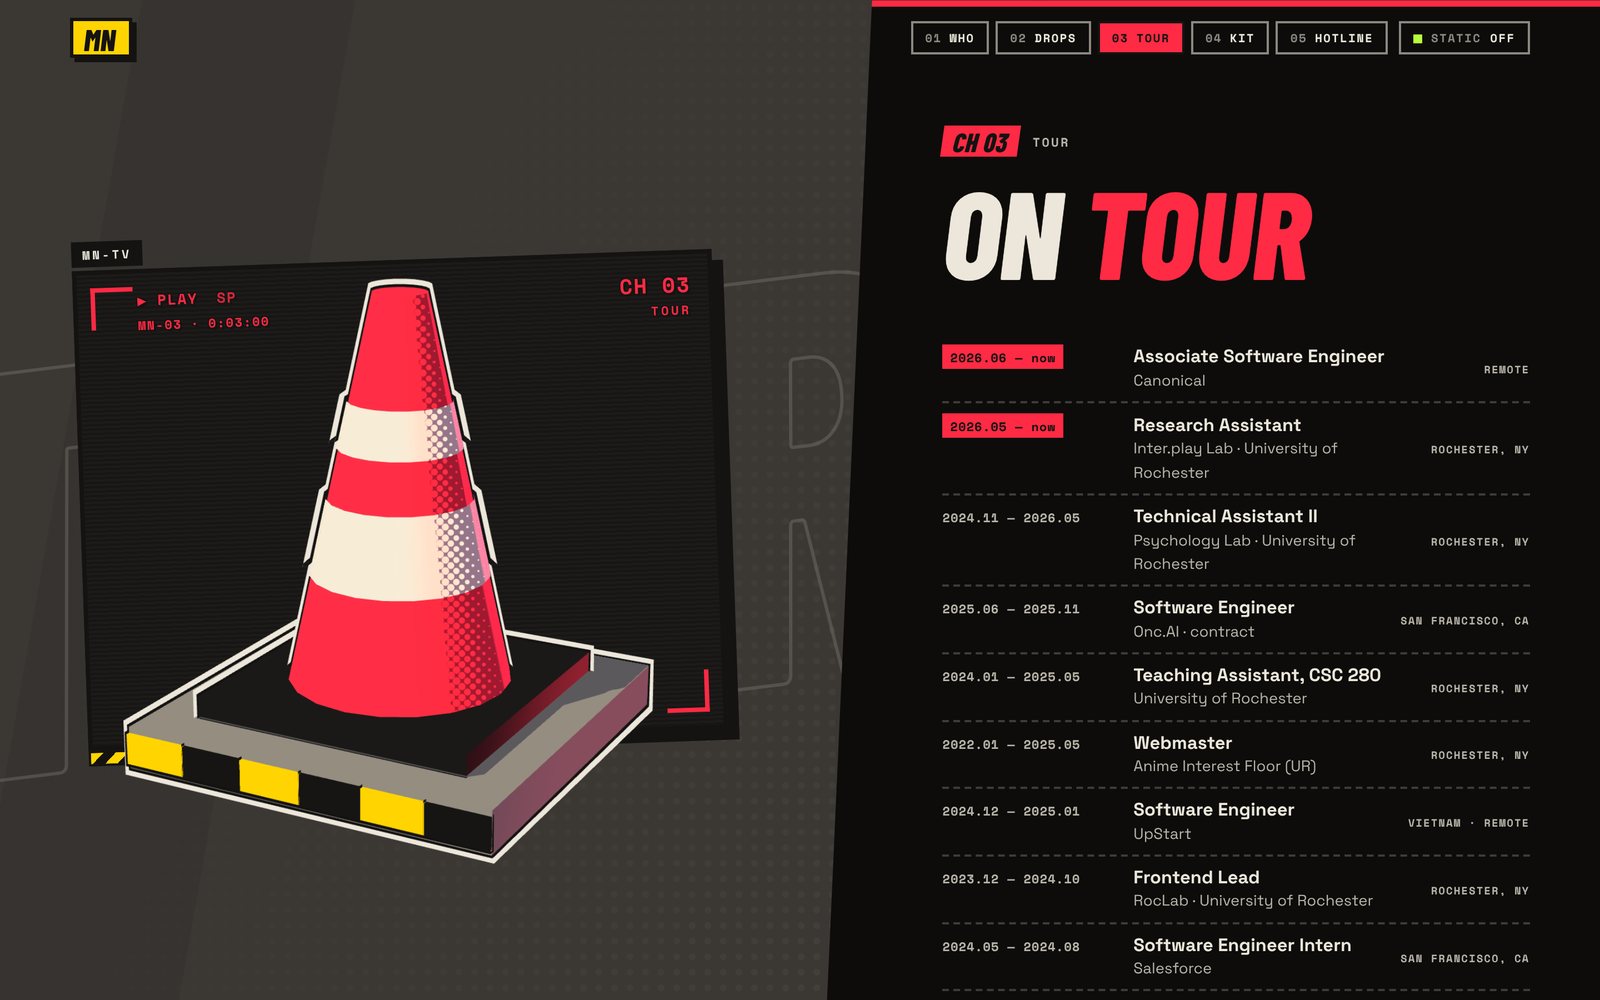 MN
01 WHO
02 DROPS
03 TOUR
04 KIT
05 HOTLINE
STATIC OFF
MN-TV
▶ PLAY SP
MN-03 · 0:03:00
CH 03
TOUR
CH 03 TOUR
ON TOUR
2026.06 — now
Associate Software Engineer
Canonical
REMOTE
2026.05 — now
Research Assistant
Inter.play Lab · University of
Rochester
ROCHESTER, NY
2024.11 — 2026.05
Technical Assistant II
Psychology Lab · University of
Rochester
ROCHESTER, NY
2025.06 — 2025.11
Software Engineer
Onc.AI · contract
SAN FRANCISCO, CA
2024.01 — 2025.05
Teaching Assistant, CSC 280
University of Rochester
ROCHESTER, NY
2022.01 — 2025.05
Webmaster
Anime Interest Floor (UR)
ROCHESTER, NY
2024.12 — 2025.01
Software Engineer
UpStart
VIETNAM · REMOTE
2023.12 — 2024.10
Frontend Lead
RocLab · University of Rochester
ROCHESTER, NY
2024.05 — 2024.08
Software Engineer Intern
Salesforce
SAN FRANCISCO, CA